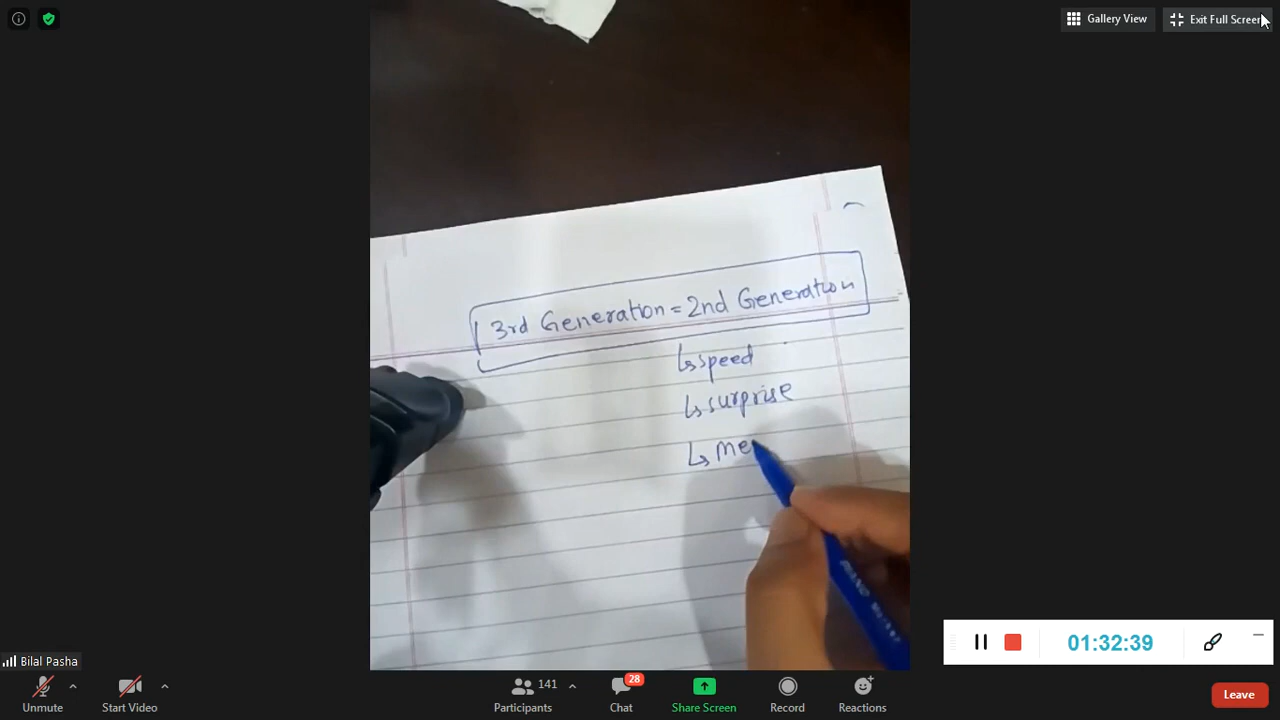 Gallery View
Exit Full Screen
3rd Generation = 2nd Generation
↳ speed
↳ surprise
↳ Me
Bilal Pasha
01:32:39
Unmute
Start Video
141
Participants
28
Chat
Share Screen
Record
Reactions
Leave